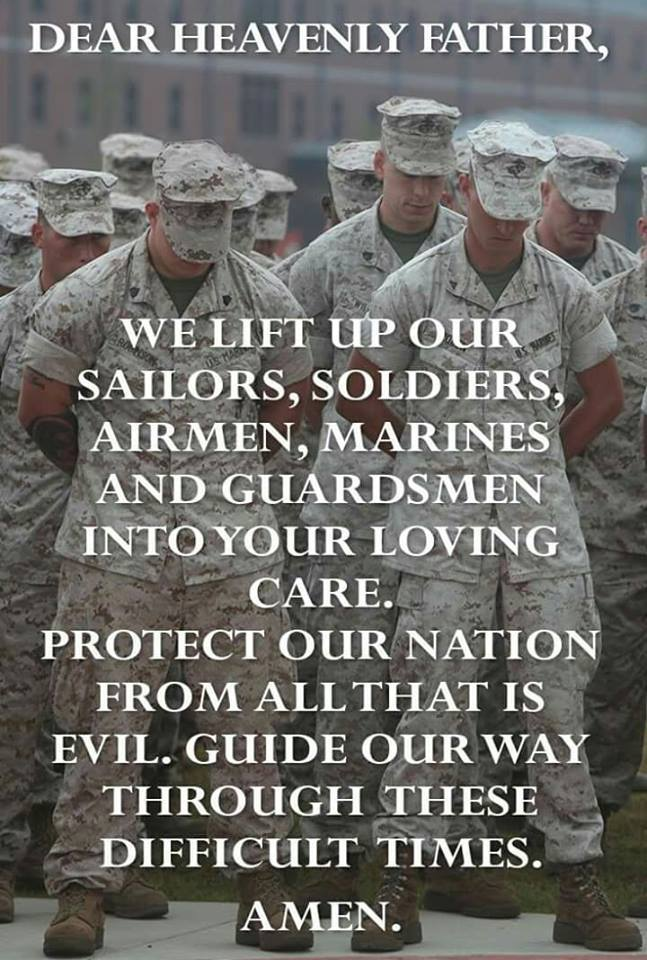 DEAR HEAVENLY FATHER,
WE LIFT UP OUR
SAILORS, SOLDIERS,
AIRMEN, MARINES
AND GUARDSMEN
INTO YOUR LOVING
CARE.
PROTECT OUR NATION
FROM ALL THAT IS
EVIL. GUIDE OUR WAY
THROUGH THESE
DIFFICULT TIMES.
AMEN.
U.S. MARINES